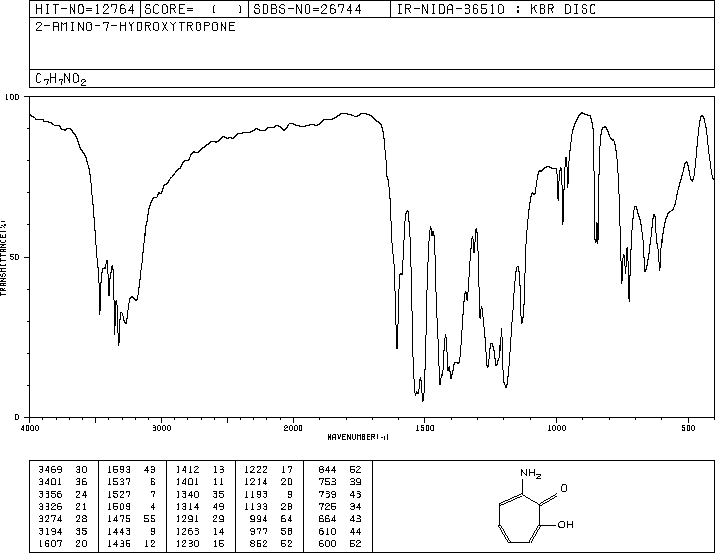 HIT-NO=12764 SCORE= ( ) SDBS-NO=26744 IR-NIDA-36510 : KBR DISC
2-AMINO-7-HYDROXYTROPONE
C7H7NO2
100
50
0
TRANSMITTANCE(%)
4000 3000 2000 1500 1000 500
WAVENUMBER(-1)
3469 30 1593 43 1412 13 1222 17 844 52
3401 36 1537 6 1401 11 1214 20 753 39
3356 24 1527 7 1340 35 1193 9 739 43
3326 21 1509 4 1314 49 1133 28 726 34
3274 28 1475 55 1291 29 994 64 664 43
3194 35 1443 9 1263 14 977 58 610 44
1607 20 1436 12 1230 15 852 52 600 52
NH2
O
OH